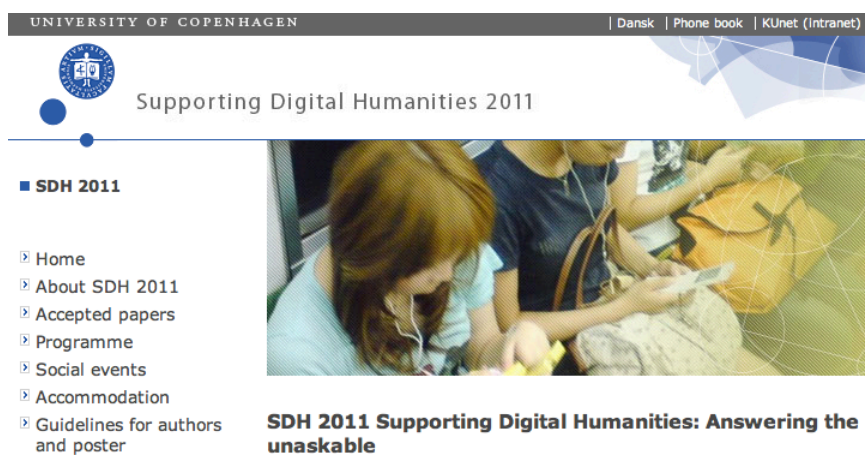 UNIVERSITY OF COPENHAGEN
| Dansk | Phone book | KUnet (Intranet)
Supporting Digital Humanities 2011
SDH 2011
Home
About SDH 2011
Accepted papers
Programme
Social events
Accommodation
Guidelines for authors
and poster
SDH 2011 Supporting Digital Humanities: Answering the
unaskable